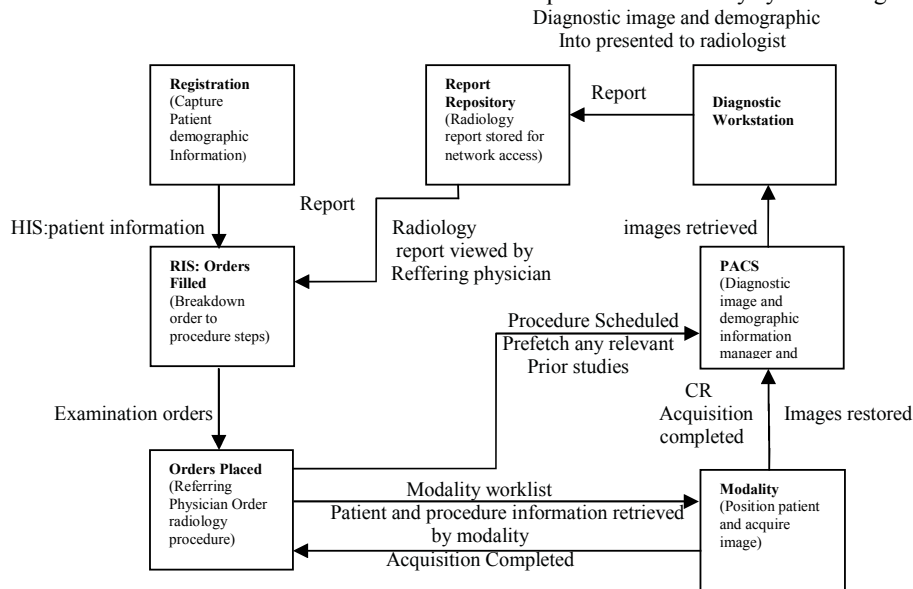 Diagnostic image and demographic
Into presented to radiologist
Registration
(Capture
Patient
demographic
Information)
Report
Repository
(Radiology
report stored for
network access)
Report
Diagnostic
Workstation
HIS:patient information
Report
Radiology
report viewed by
Reffering physician
images retrieved
RIS: Orders
Filled
(Breakdown
order to
procedure steps)
PACS
(Diagnostic
image and
demographic
information
manager and
Procedure Scheduled
Prefetch any relevant
Prior studies
Examination orders
CR
Acquisition
completed
Images restored
Orders Placed
(Referring
Physician Order
radiology
procedure)
Modality worklist
Patient and procedure information retrieved
by modality
Acquisition Completed
Modality
(Position patient
and acquire
image)